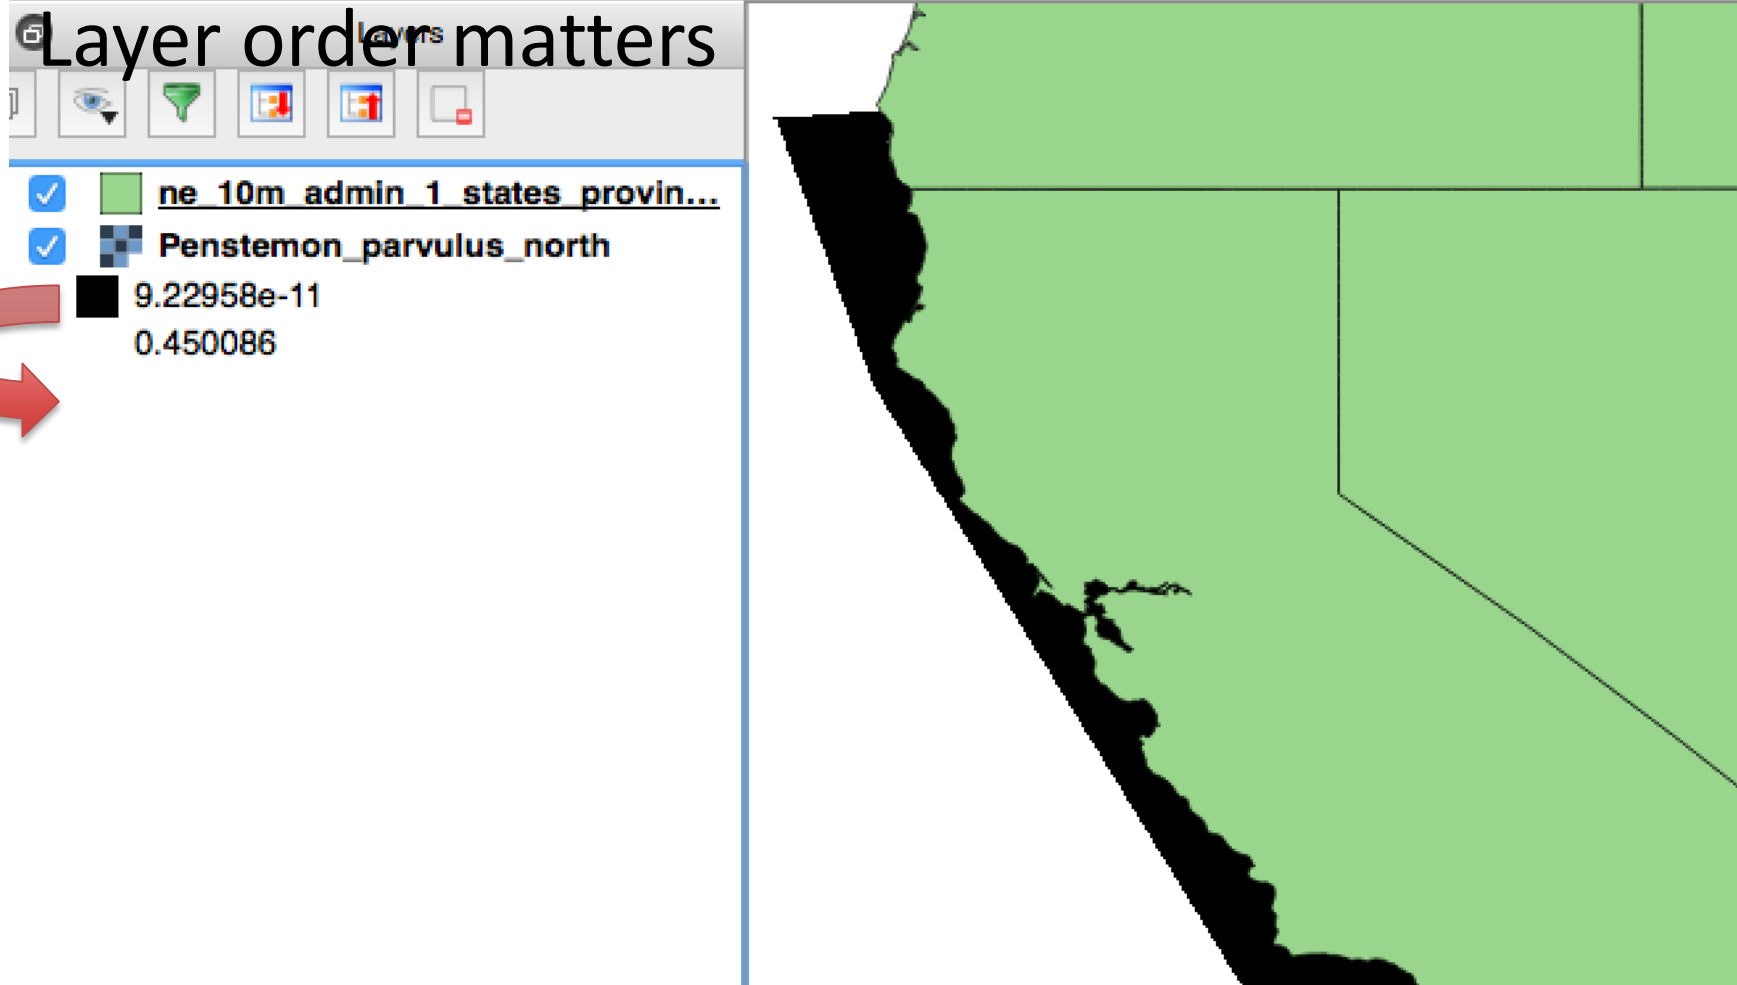 Layer order matters
Layers
ne_10m_admin_1_states_provin...
Penstemon_parvulus_north
9.22958e-11
0.450086